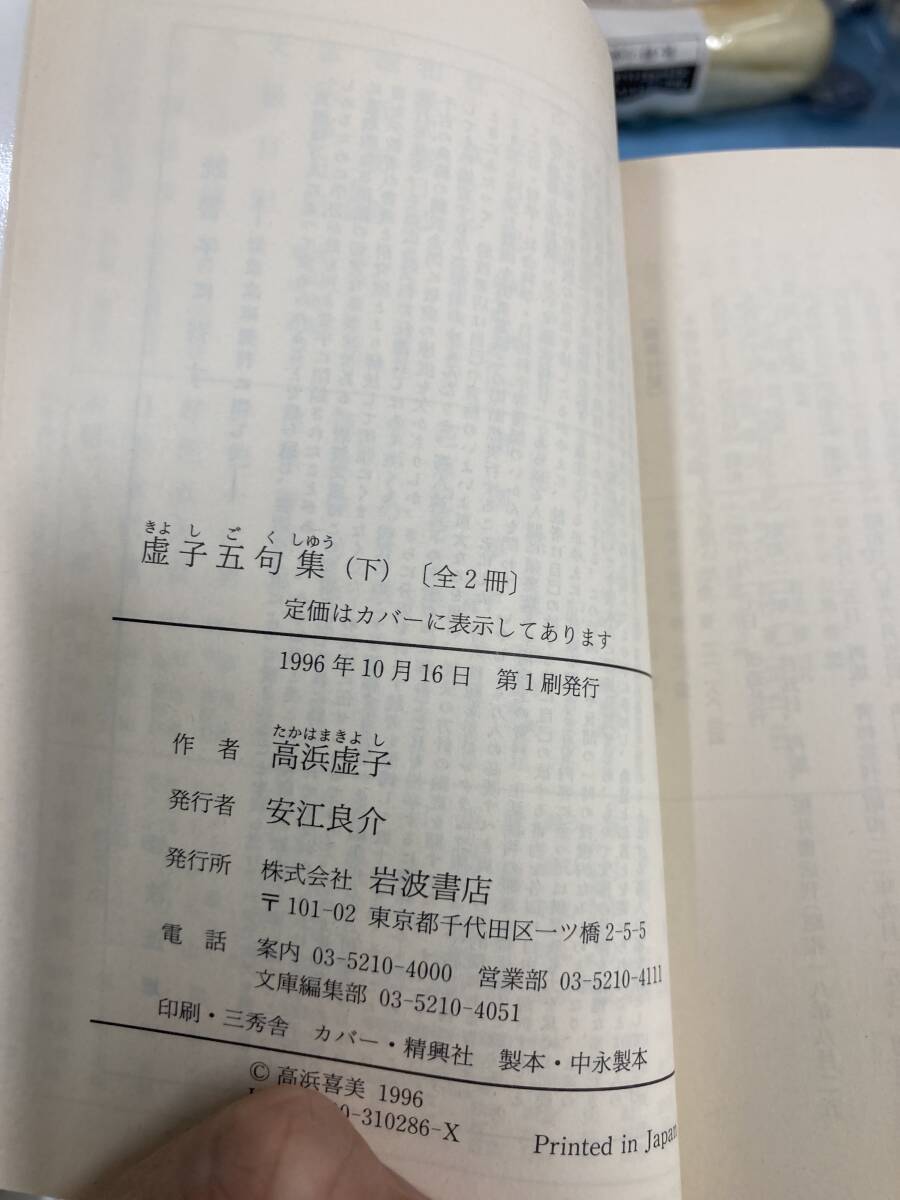 きよしごくしゅう
虚子五句集(下)〔全2冊〕
定価はカバーに表示してあります
1996年10月16日 第1刷発行
たかはまきよし
作者 高浜虚子
発行者 安江良介
発行所 株式会社 岩波書店
〒101-02 東京都千代田区一ツ橋2-5-5
電話 案内 03-5210-4000 営業部 03-5210-4111
文庫編集部 03-5210-4051
印刷・三秀舎 カバー・精興社 製本・中永製本
© 高浜喜美 1996
0-310286-X
Printed in Japan